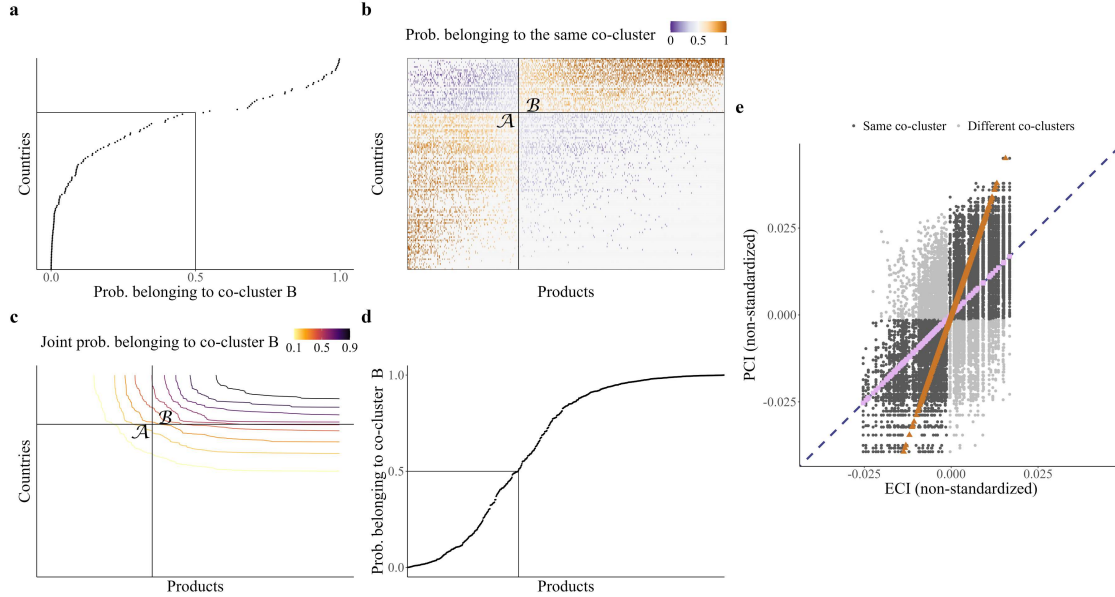 a
Countries
0.0
0.5
1.0
Prob. belonging to co-cluster B
b
Prob. belonging to the same co-cluster
0 0.5 1
Countries
ℬ
𝒜
Products
c
Joint prob. belonging to co-cluster B
0.1 0.5 0.9
Countries
ℬ
𝒜
Products
d
Prob. belonging to co-cluster B
1.0
0.5
0.0
Products
e
Same co-cluster Different co-clusters
PCI (non-standardized)
0.025
0.000
-0.025
-0.025 0.000 0.025
ECI (non-standardized)